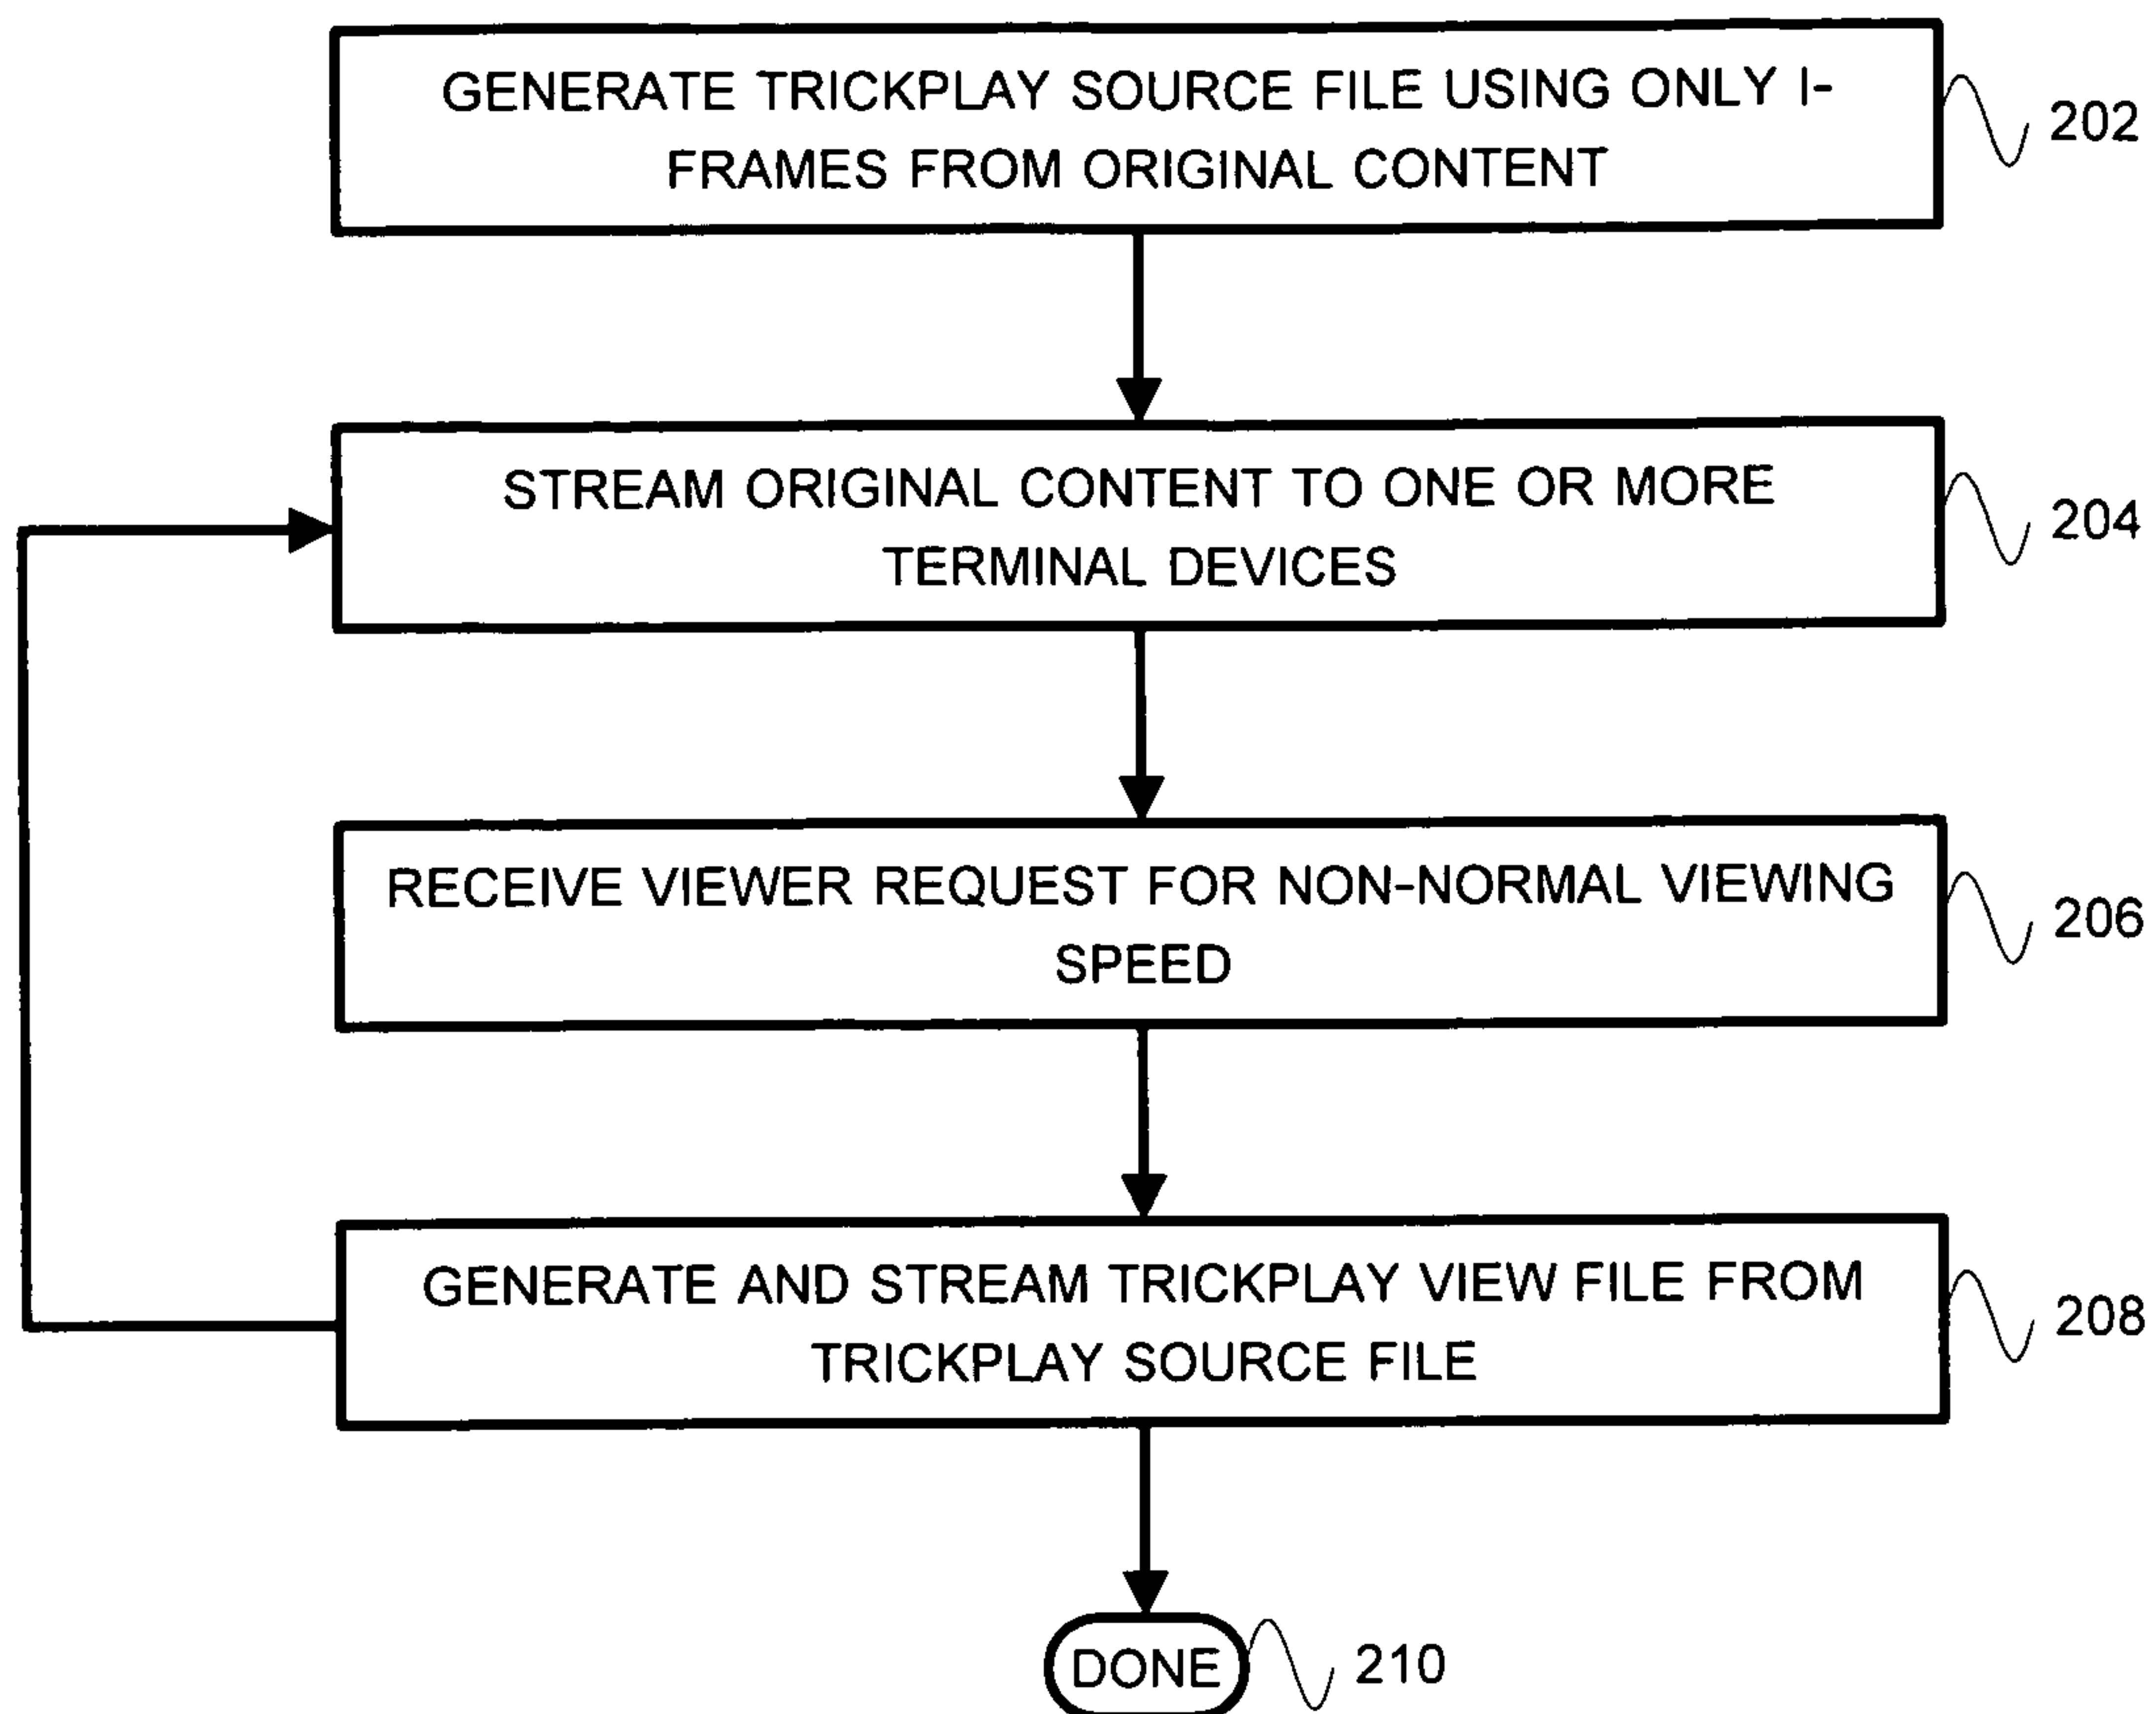 GENERATE TRICKPLAY SOURCE FILE USING ONLY I-
FRAMES FROM ORIGINAL CONTENT
202
STREAM ORIGINAL CONTENT TO ONE OR MORE
TERMINAL DEVICES
204
RECEIVE VIEWER REQUEST FOR NON-NORMAL VIEWING
SPEED
206
GENERATE AND STREAM TRICKPLAY VIEW FILE FROM
TRICKPLAY SOURCE FILE
208
DONE
210